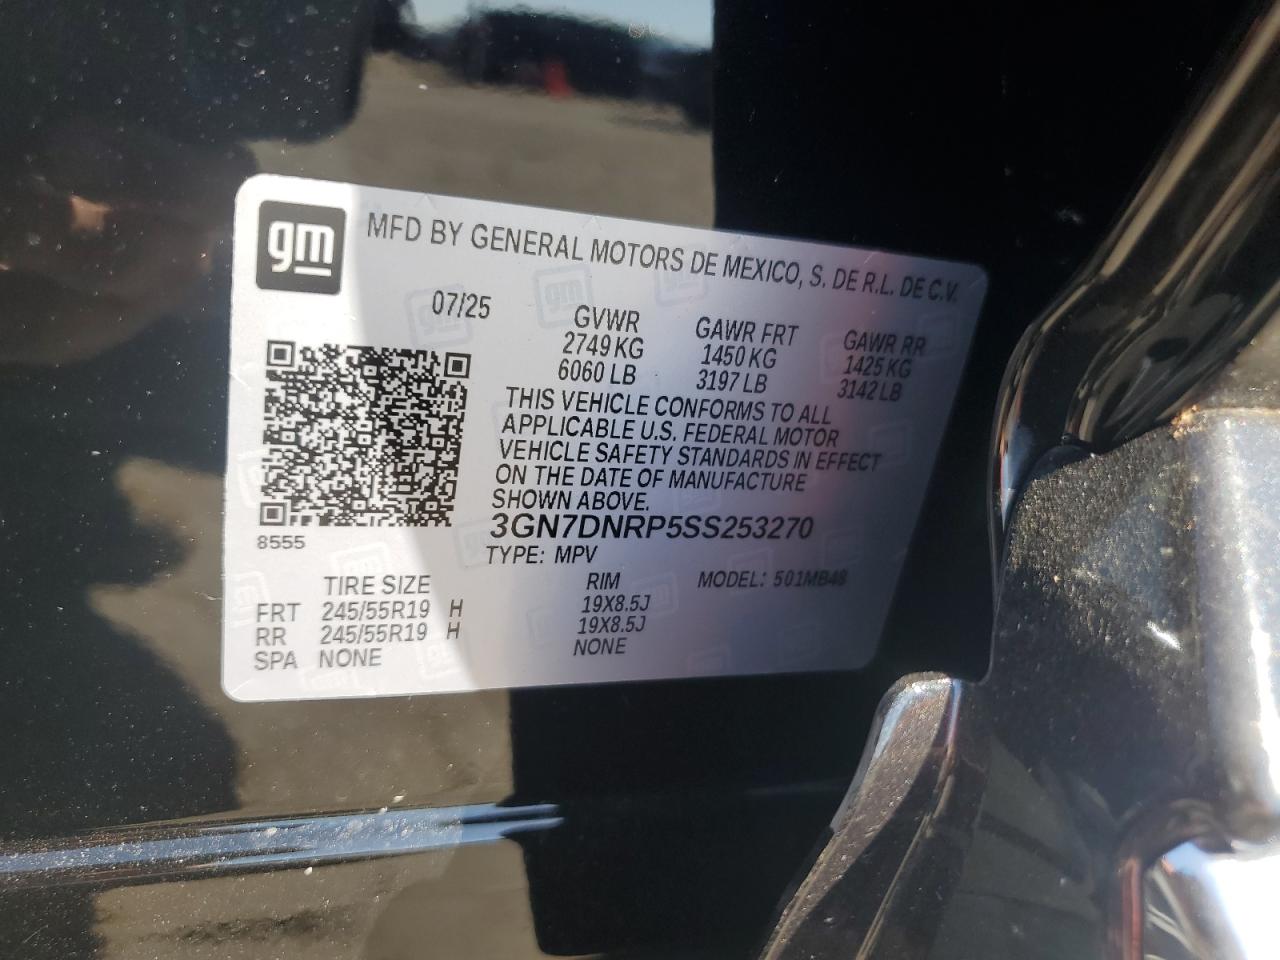 gm
MFD BY GENERAL MOTORS DE MEXICO, S. DE R.L. DE C.V.
07/25 GVWR GAWR FRT GAWR RR
2749 KG 1450 KG 1425 KG
6060 LB 3197 LB 3142 LB
THIS VEHICLE CONFORMS TO ALL
APPLICABLE U.S. FEDERAL MOTOR
VEHICLE SAFETY STANDARDS IN EFFECT
ON THE DATE OF MANUFACTURE
SHOWN ABOVE.
3GN7DNRP5SS253270
8555
TYPE: MPV
TIRE SIZE RIM MODEL: 501MB48
FRT 245/55R19 H 19X8.5J
RR 245/55R19 H 19X8.5J
SPA NONE NONE